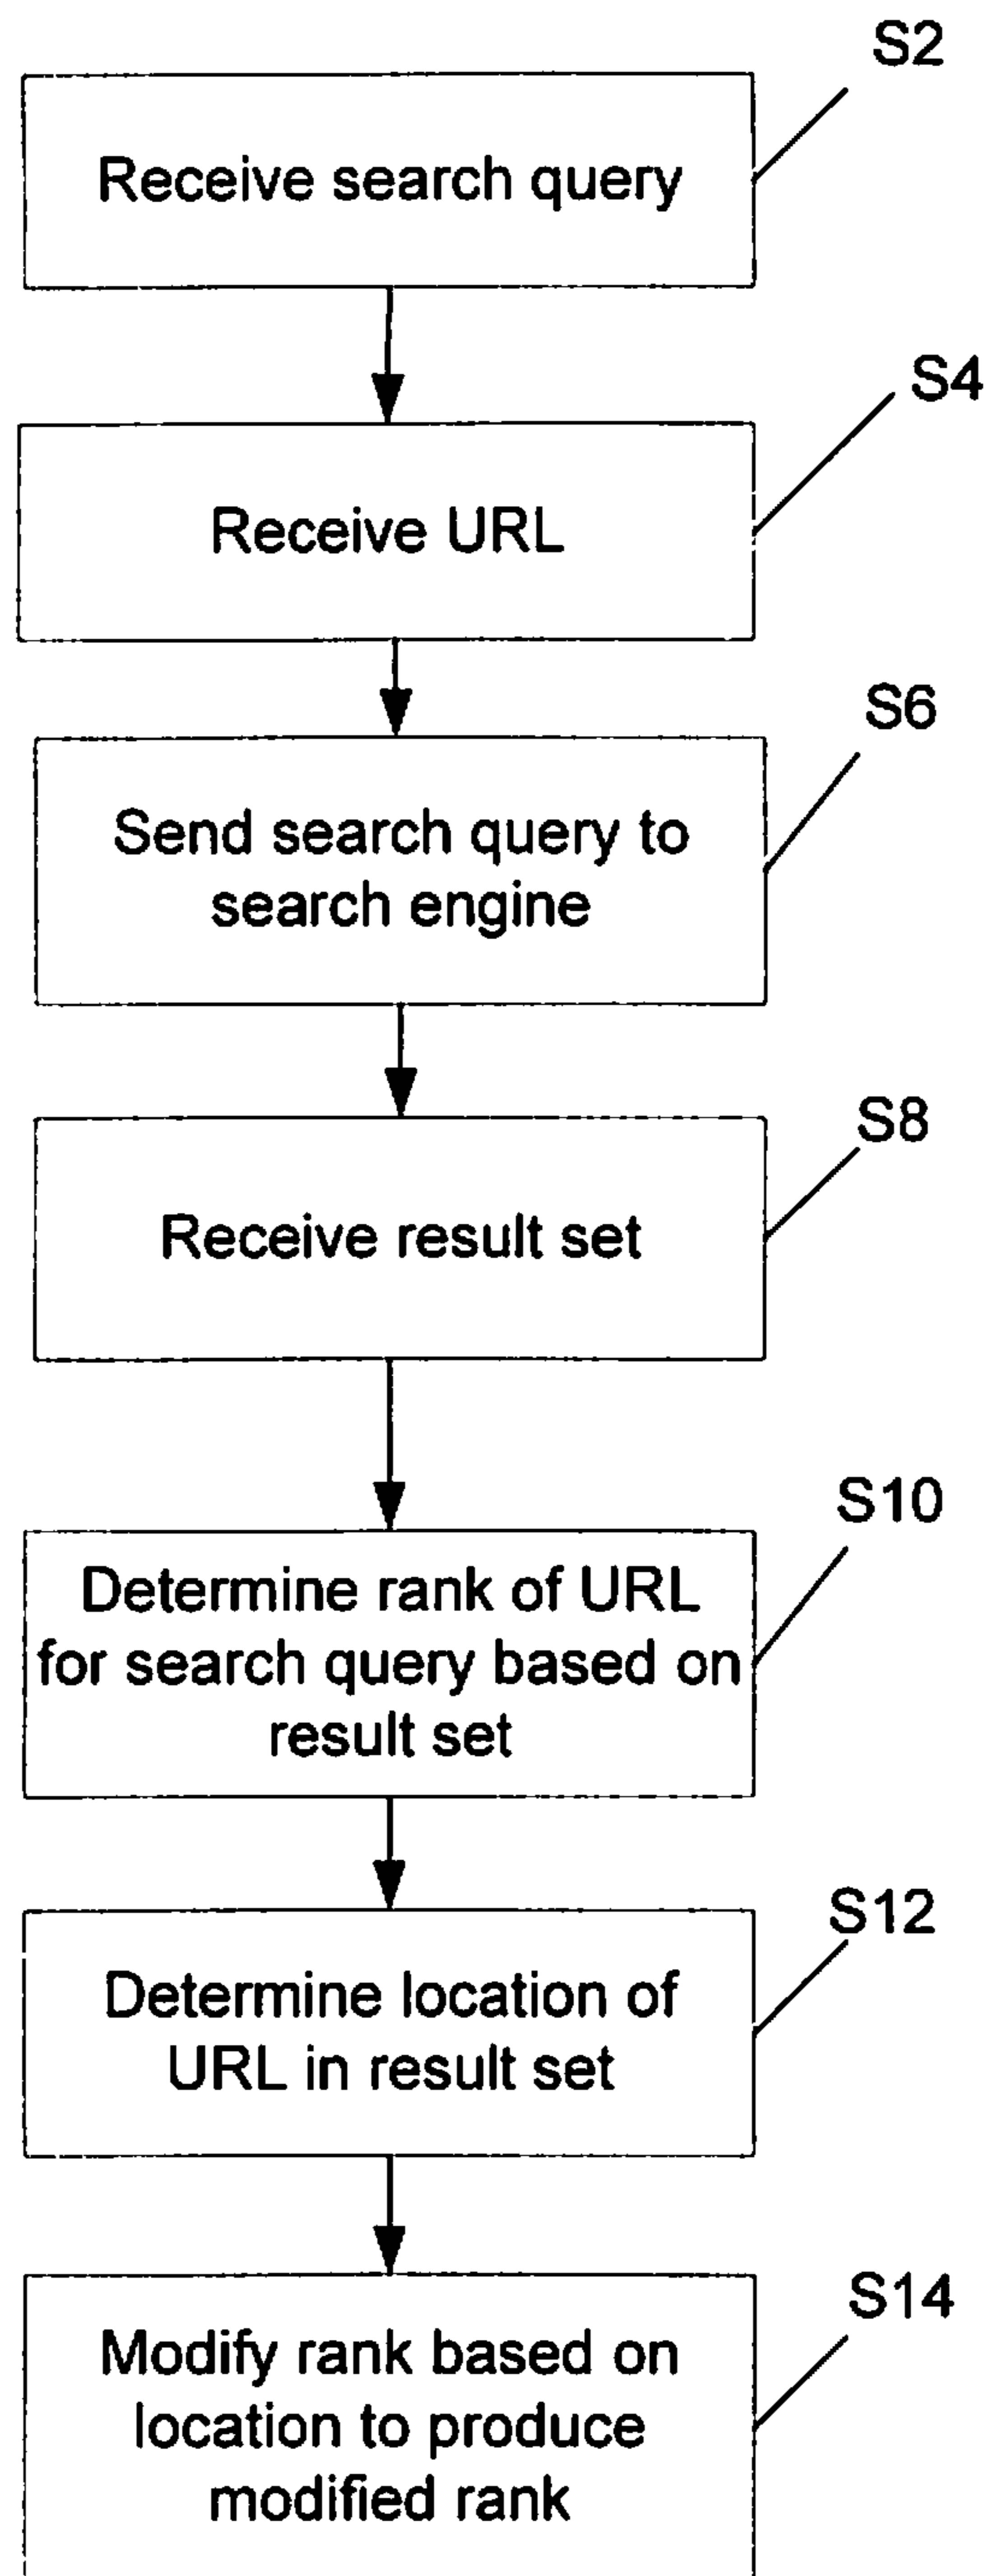 S2
Receive search query
S4
Receive URL
S6
Send search query to
search engine
S8
Receive result set
S10
Determine rank of URL
for search query based on
result set
S12
Determine location of
URL in result set
S14
Modify rank based on
location to produce
modified rank